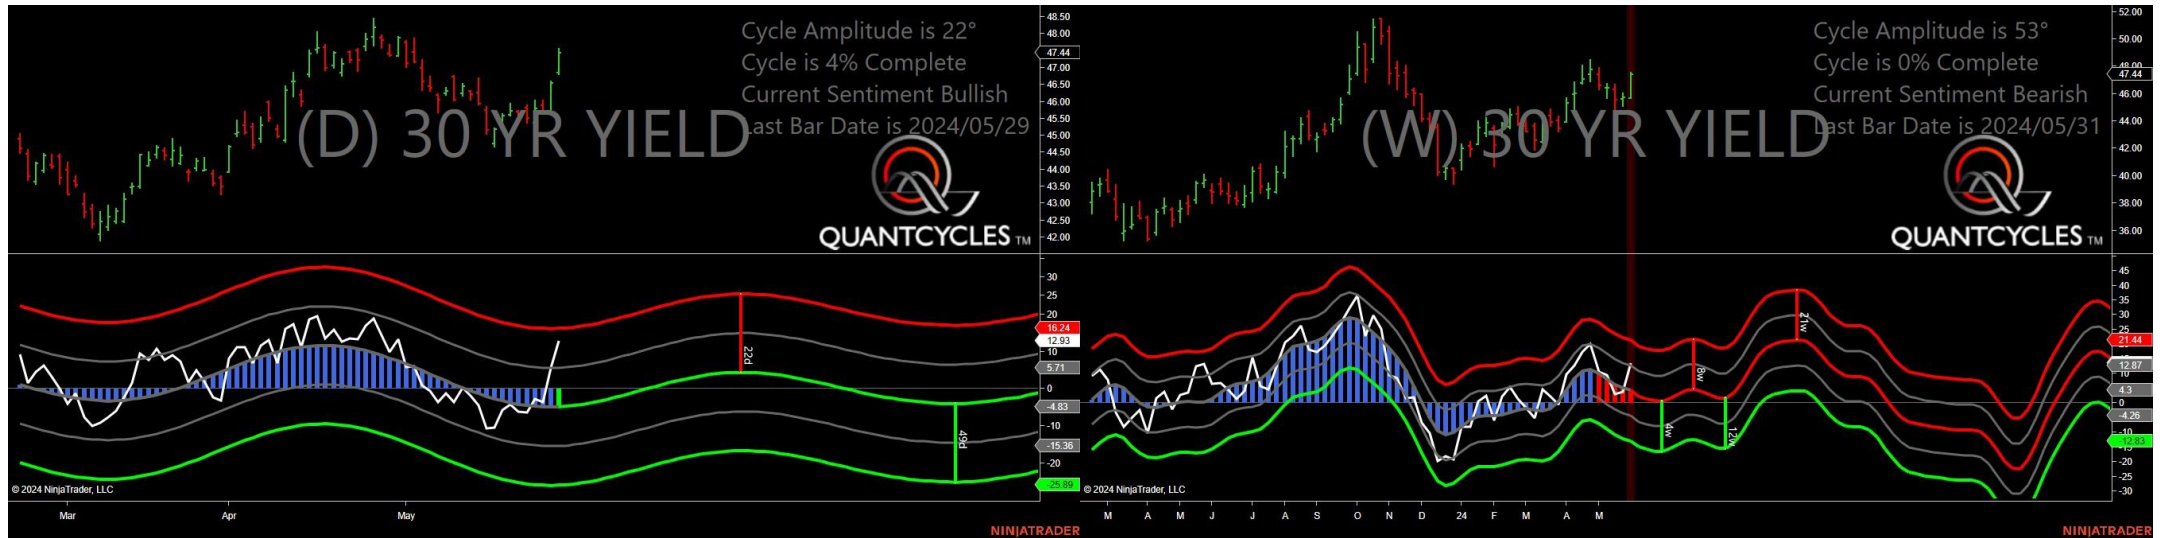 Cycle Amplitude is 22°
Cycle is 4% Complete
Current Sentiment Bullish
Last Bar Date is 2024/05/29
(D) 30 YR YIELD
QUANTCYCLES TM
48.50
48.00
47.44
47.00
46.50
46.00
45.50
45.00
44.50
44.00
43.50
43.00
42.50
42.00
30
25
20
16.24
12.93
10
5.71
0
-4.83
-10
-15.36
-20
-25.89
22d
49d
© 2024 NinjaTrader, LLC
Mar
Apr
May
NINJATRADER
Cycle Amplitude is 53°
Cycle is 0% Complete
Current Sentiment Bearish
Last Bar Date is 2024/05/31
(W) 30 YR YIELD
QUANTCYCLES TM
52.00
50.00
48.00
47.44
46.00
44.00
42.00
40.00
38.00
36.00
45
40
35
30
25
21.44
12.87
10
4.3
0
-4.26
-12.83
-20
-25
-30
21w
8w
4w
12w
© 2024 NinjaTrader, LLC
M
A
M
J
J
A
S
O
N
D
24
F
M
A
M
NINJATRADER